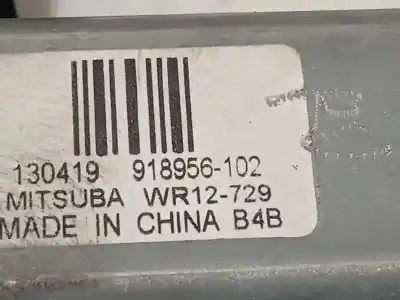 130419 918956-102
MITSUBA WR12-729
MADE IN CHINA B4B